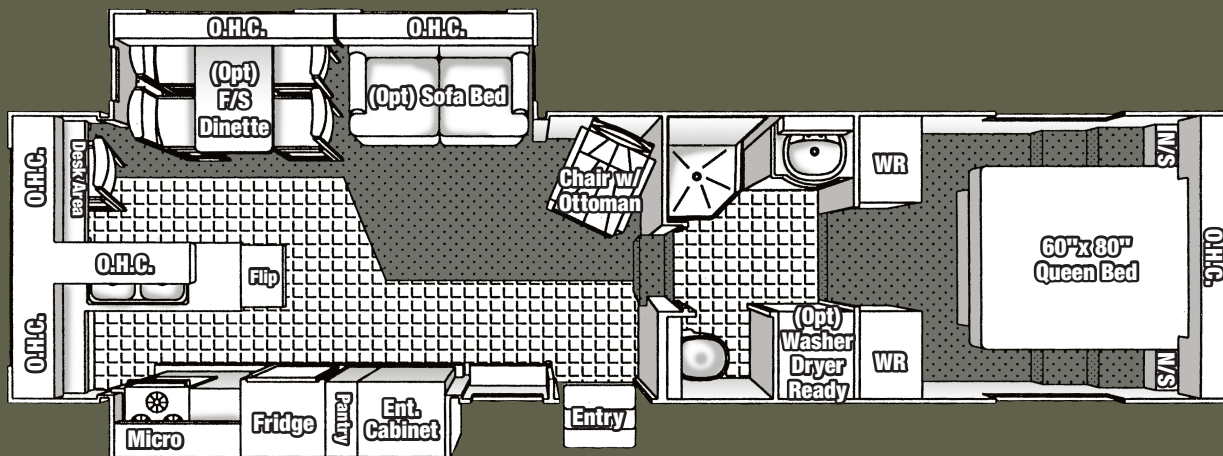 O.H.C.
O.H.C.
(Opt)
F/S
Dinette
(Opt) Sofa Bed
O.H.C.
Desk Area
Chair w/
Ottoman
WR
N/S
O.H.C.
Flip
60"x 80"
Queen Bed
O.H.C.
O.H.C.
(Opt)
Washer
Dryer
Ready
WR
N/S
Micro
Fridge
Pantry
Ent.
Cabinet
Entry